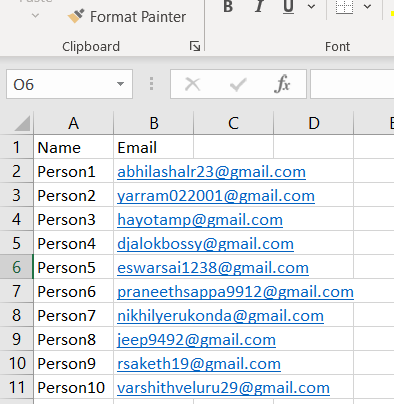 Paste
Format Painter
B I U
Clipboard
Font
O6
fx
A B C D E
1 Name Email
2 Person1 abhilashalr23@gmail.com
3 Person2 yarram022001@gmail.com
4 Person3 hayotamp@gmail.com
5 Person4 djalokbossy@gmail.com
6 Person5 eswarsai1238@gmail.com
7 Person6 praneethsappa9912@gmail.com
8 Person7 nikhilyerukonda@gmail.com
9 Person8 jeep9492@gmail.com
10 Person9 rsaketh19@gmail.com
11 Person10 varshithveluru29@gmail.com